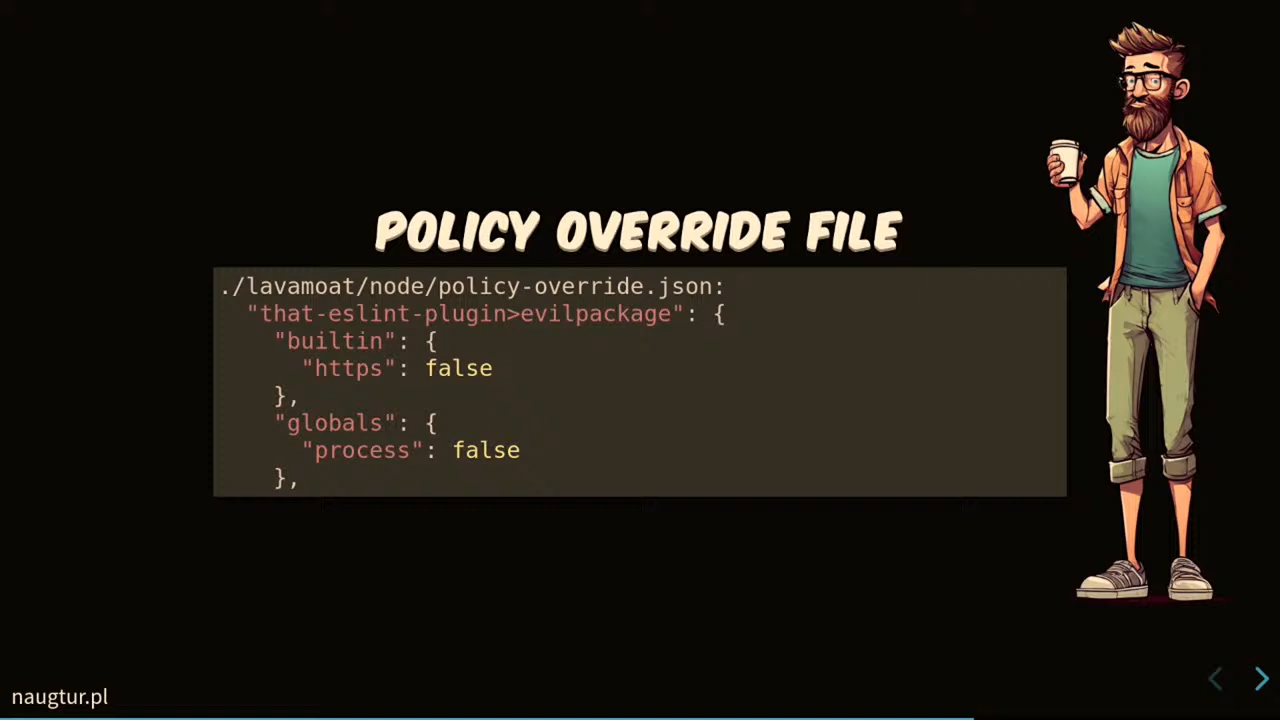 POLICY OVERRIDE FILE
./lavamoat/node/policy-override.json:
  "that-eslint-plugin>evilpackage": {
    "builtin": {
      "https": false
    },
    "globals": {
      "process": false
    },
naugtur.pl